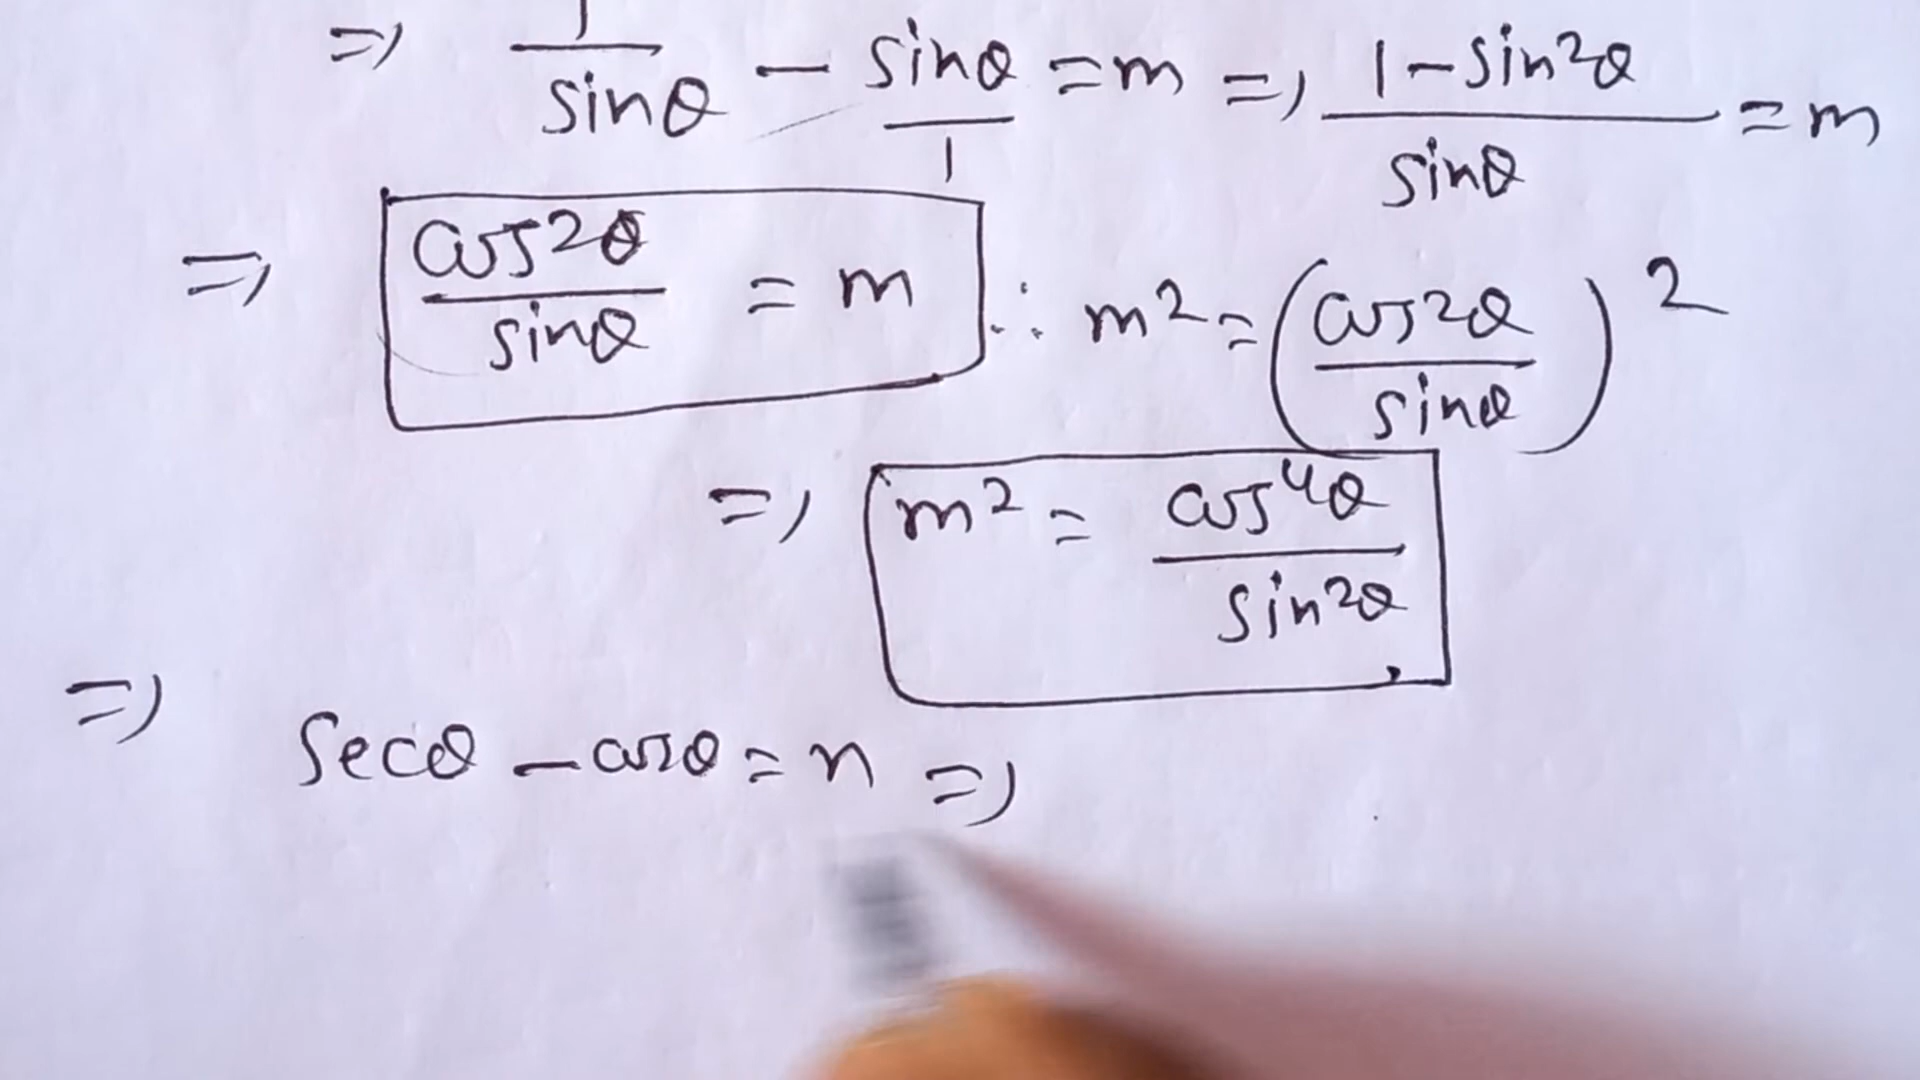 => 1/sinθ - sinθ/1 = m => 1-sin²θ/sinθ = m
=> cos²θ/sinθ = m ∴ m² = (cos²θ/sinθ)²
=> m² = cos⁴θ/sin²θ
=> secθ - cosθ = n =>